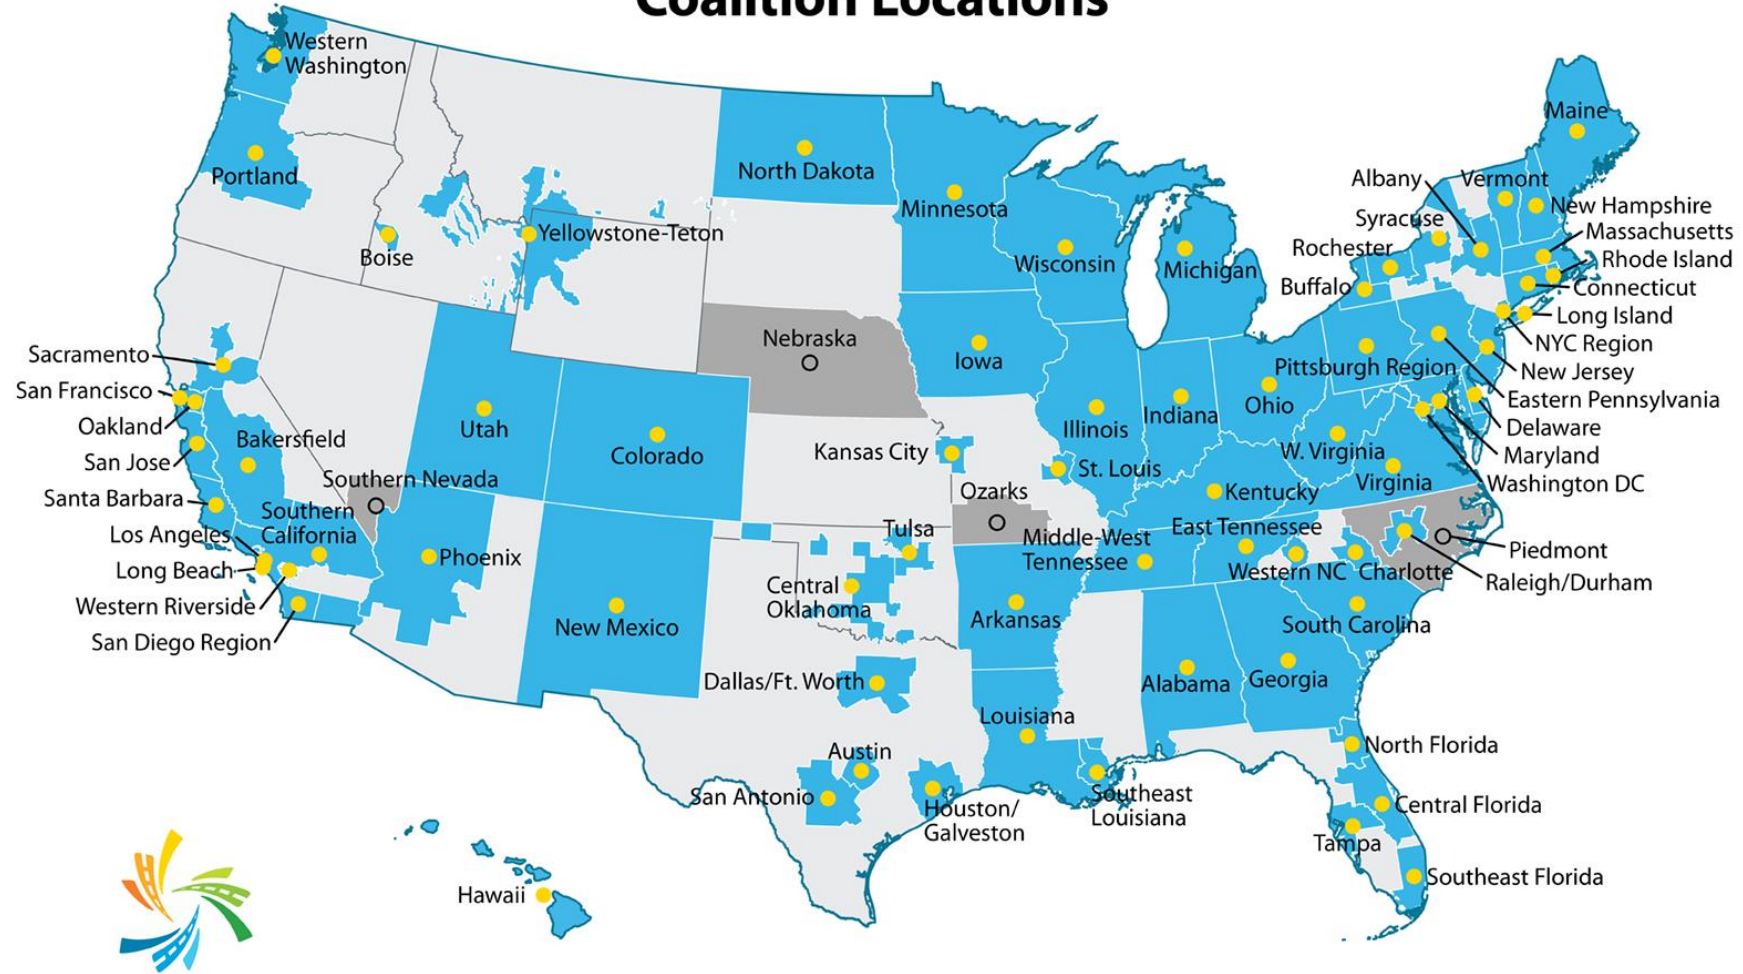 Coalition Locations
Western
Washington
Portland
Boise
Yellowstone-Teton
North Dakota
Minnesota
Wisconsin
Michigan
Maine
Albany
Vermont
Syracuse
New Hampshire
Massachusetts
Rochester
Rhode Island
Buffalo
Connecticut
Long Island
NYC Region
New Jersey
Eastern Pennsylvania
Delaware
Maryland
Washington DC
Pittsburgh Region
Nebraska
Iowa
Sacramento
San Francisco
Oakland
San Jose
Bakersfield
Santa Barbara
Southern Nevada
Southern
California
Los Angeles
Long Beach
Western Riverside
San Diego Region
Utah
Colorado
Kansas City
St. Louis
Illinois
Indiana
Ohio
W. Virginia
Virginia
Kentucky
Ozarks
Phoenix
New Mexico
Tulsa
Central
Oklahoma
Middle-West
Tennessee
East Tennessee
Western NC
Charlotte
Piedmont
Raleigh/Durham
Arkansas
South Carolina
Dallas/Ft. Worth
Louisiana
Alabama
Georgia
Austin
San Antonio
Houston/
Galveston
Southeast
Louisiana
North Florida
Central Florida
Tampa
Southeast Florida
Hawaii